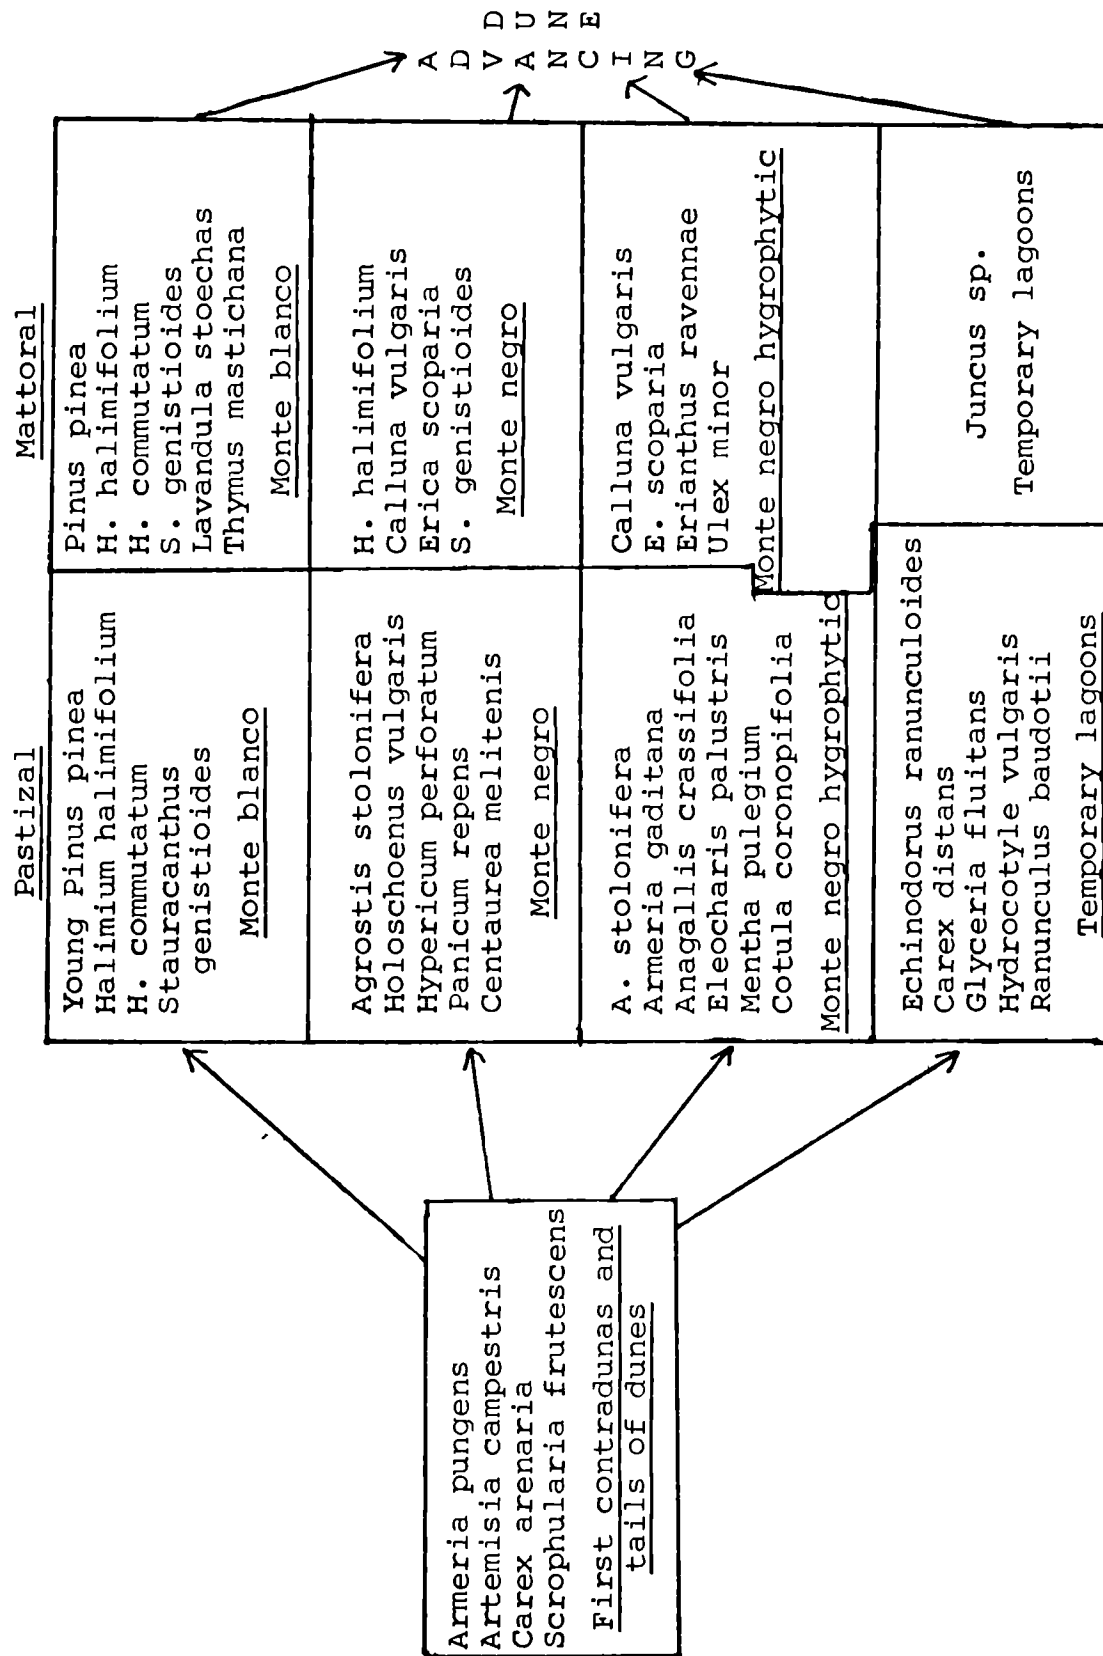 Pastizal
Mattoral
Armeria pungens
Artemisia campestris
Carex arenaria
Scrophularia frutescens
First contradunas and
tails of dunes
Young Pinus pinea
Halimium halimifolium
H. commutatum
Stauracanthus
genistioides
Monte blanco
Pinus pinea
H. halimifolium
H. commutatum
S. genistioides
Lavandula stoechas
Thymus mastichana
Monte blanco
Agrostis stolonifera
Holoschoenus vulgaris
Hypericum perforatum
Panicum repens
Centaurea melitenis
Monte negro
H. halimifolium
Calluna vulgaris
Erica scoparia
S. genistioides
Monte negro
A. stolonifera
Armeria gaditana
Anagallis crassifolia
Eleocharis palustris
Mentha pulegium
Cotula coronopifolia
Monte negro hygrophytic
Calluna vulgaris
E. scoparia
Erianthus ravennae
Ulex minor
Monte negro hygrophytic
Echinodorus ranunculoides
Carex distans
Glyceria fluitans
Hydrocotyle vulgaris
Ranunculus baudotii
Temporary lagoons
Juncus sp.
Temporary lagoons
ADVANCING
DUNE